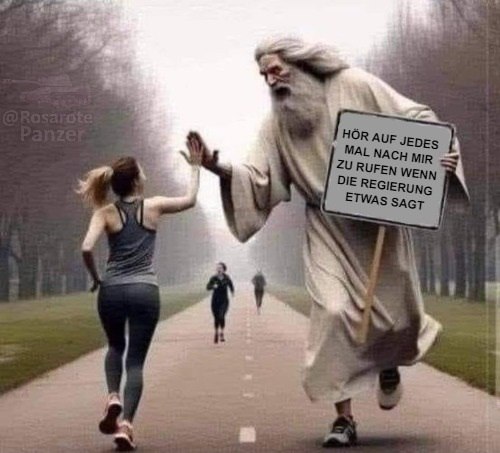 @Rosarote
Panzer
HÖR AUF JEDES
MAL NACH MIR
ZU RUFEN WENN
DIE REGIERUNG
ETWAS SAGT